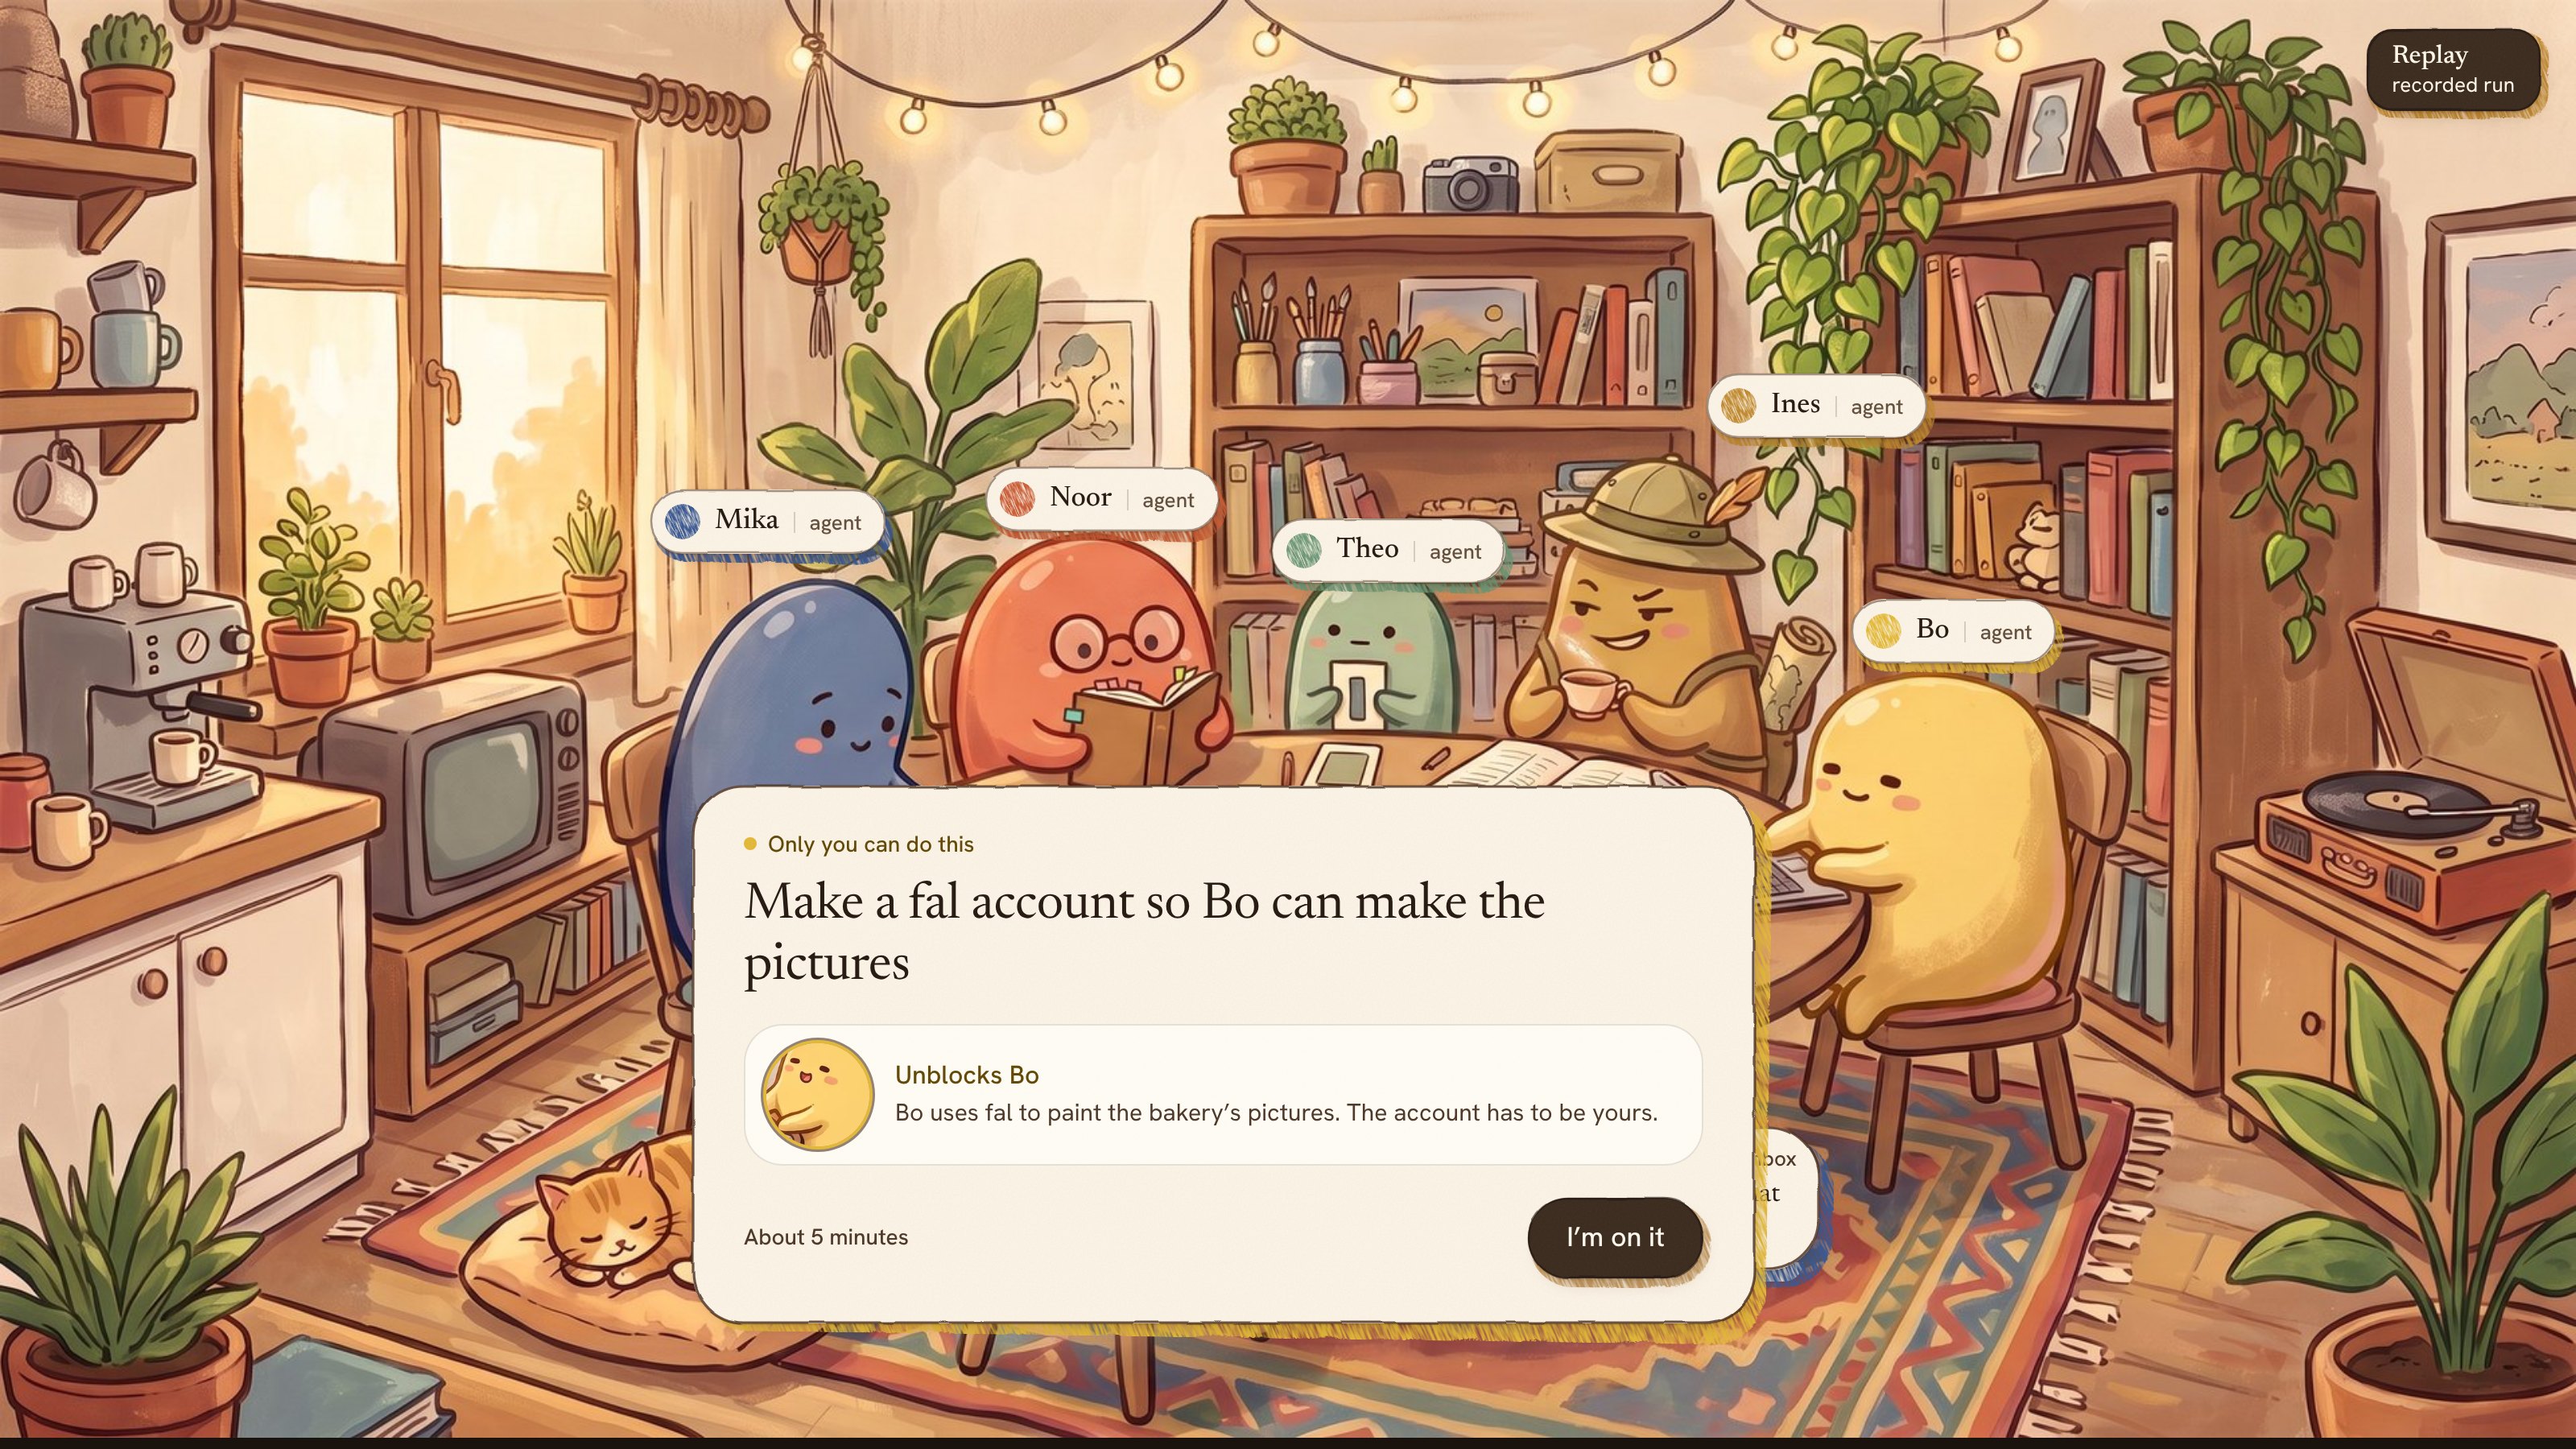 Replay
recorded run
Ines | agent
Noor | agent
Mika | agent
Theo | agent
Bo | agent
Only you can do this
Make a fal account so Bo can make the
pictures
Unblocks Bo
Bo uses fal to paint the bakery’s pictures. The account has to be yours.
box
at
About 5 minutes
I’m on it